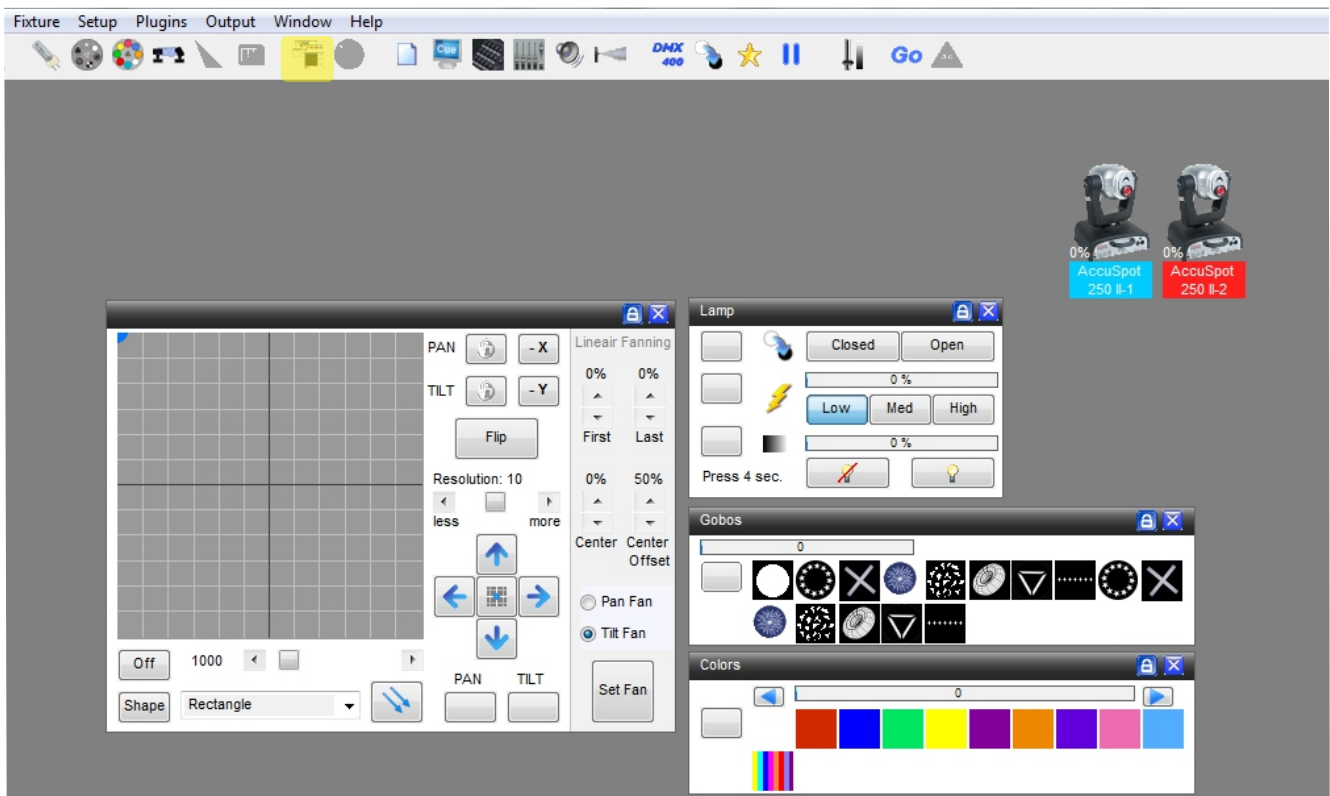 Fixture Setup Plugins Output Window Help
Cue
DMX
400
Go
0%
AccuSpot
250 II-1
0%
AccuSpot
250 II-2
PAN
- X
TILT
- Y
Flip
Resolution: 10
less more
PAN TILT
Off 1000
Shape Rectangle
Lineair Fanning
0% 0%
First Last
0% 50%
Center Center
Offset
Pan Fan
Tilt Fan
Set Fan
Lamp
Closed Open
0 %
Low Med High
0 %
Press 4 sec.
Gobos
0
Colors
0